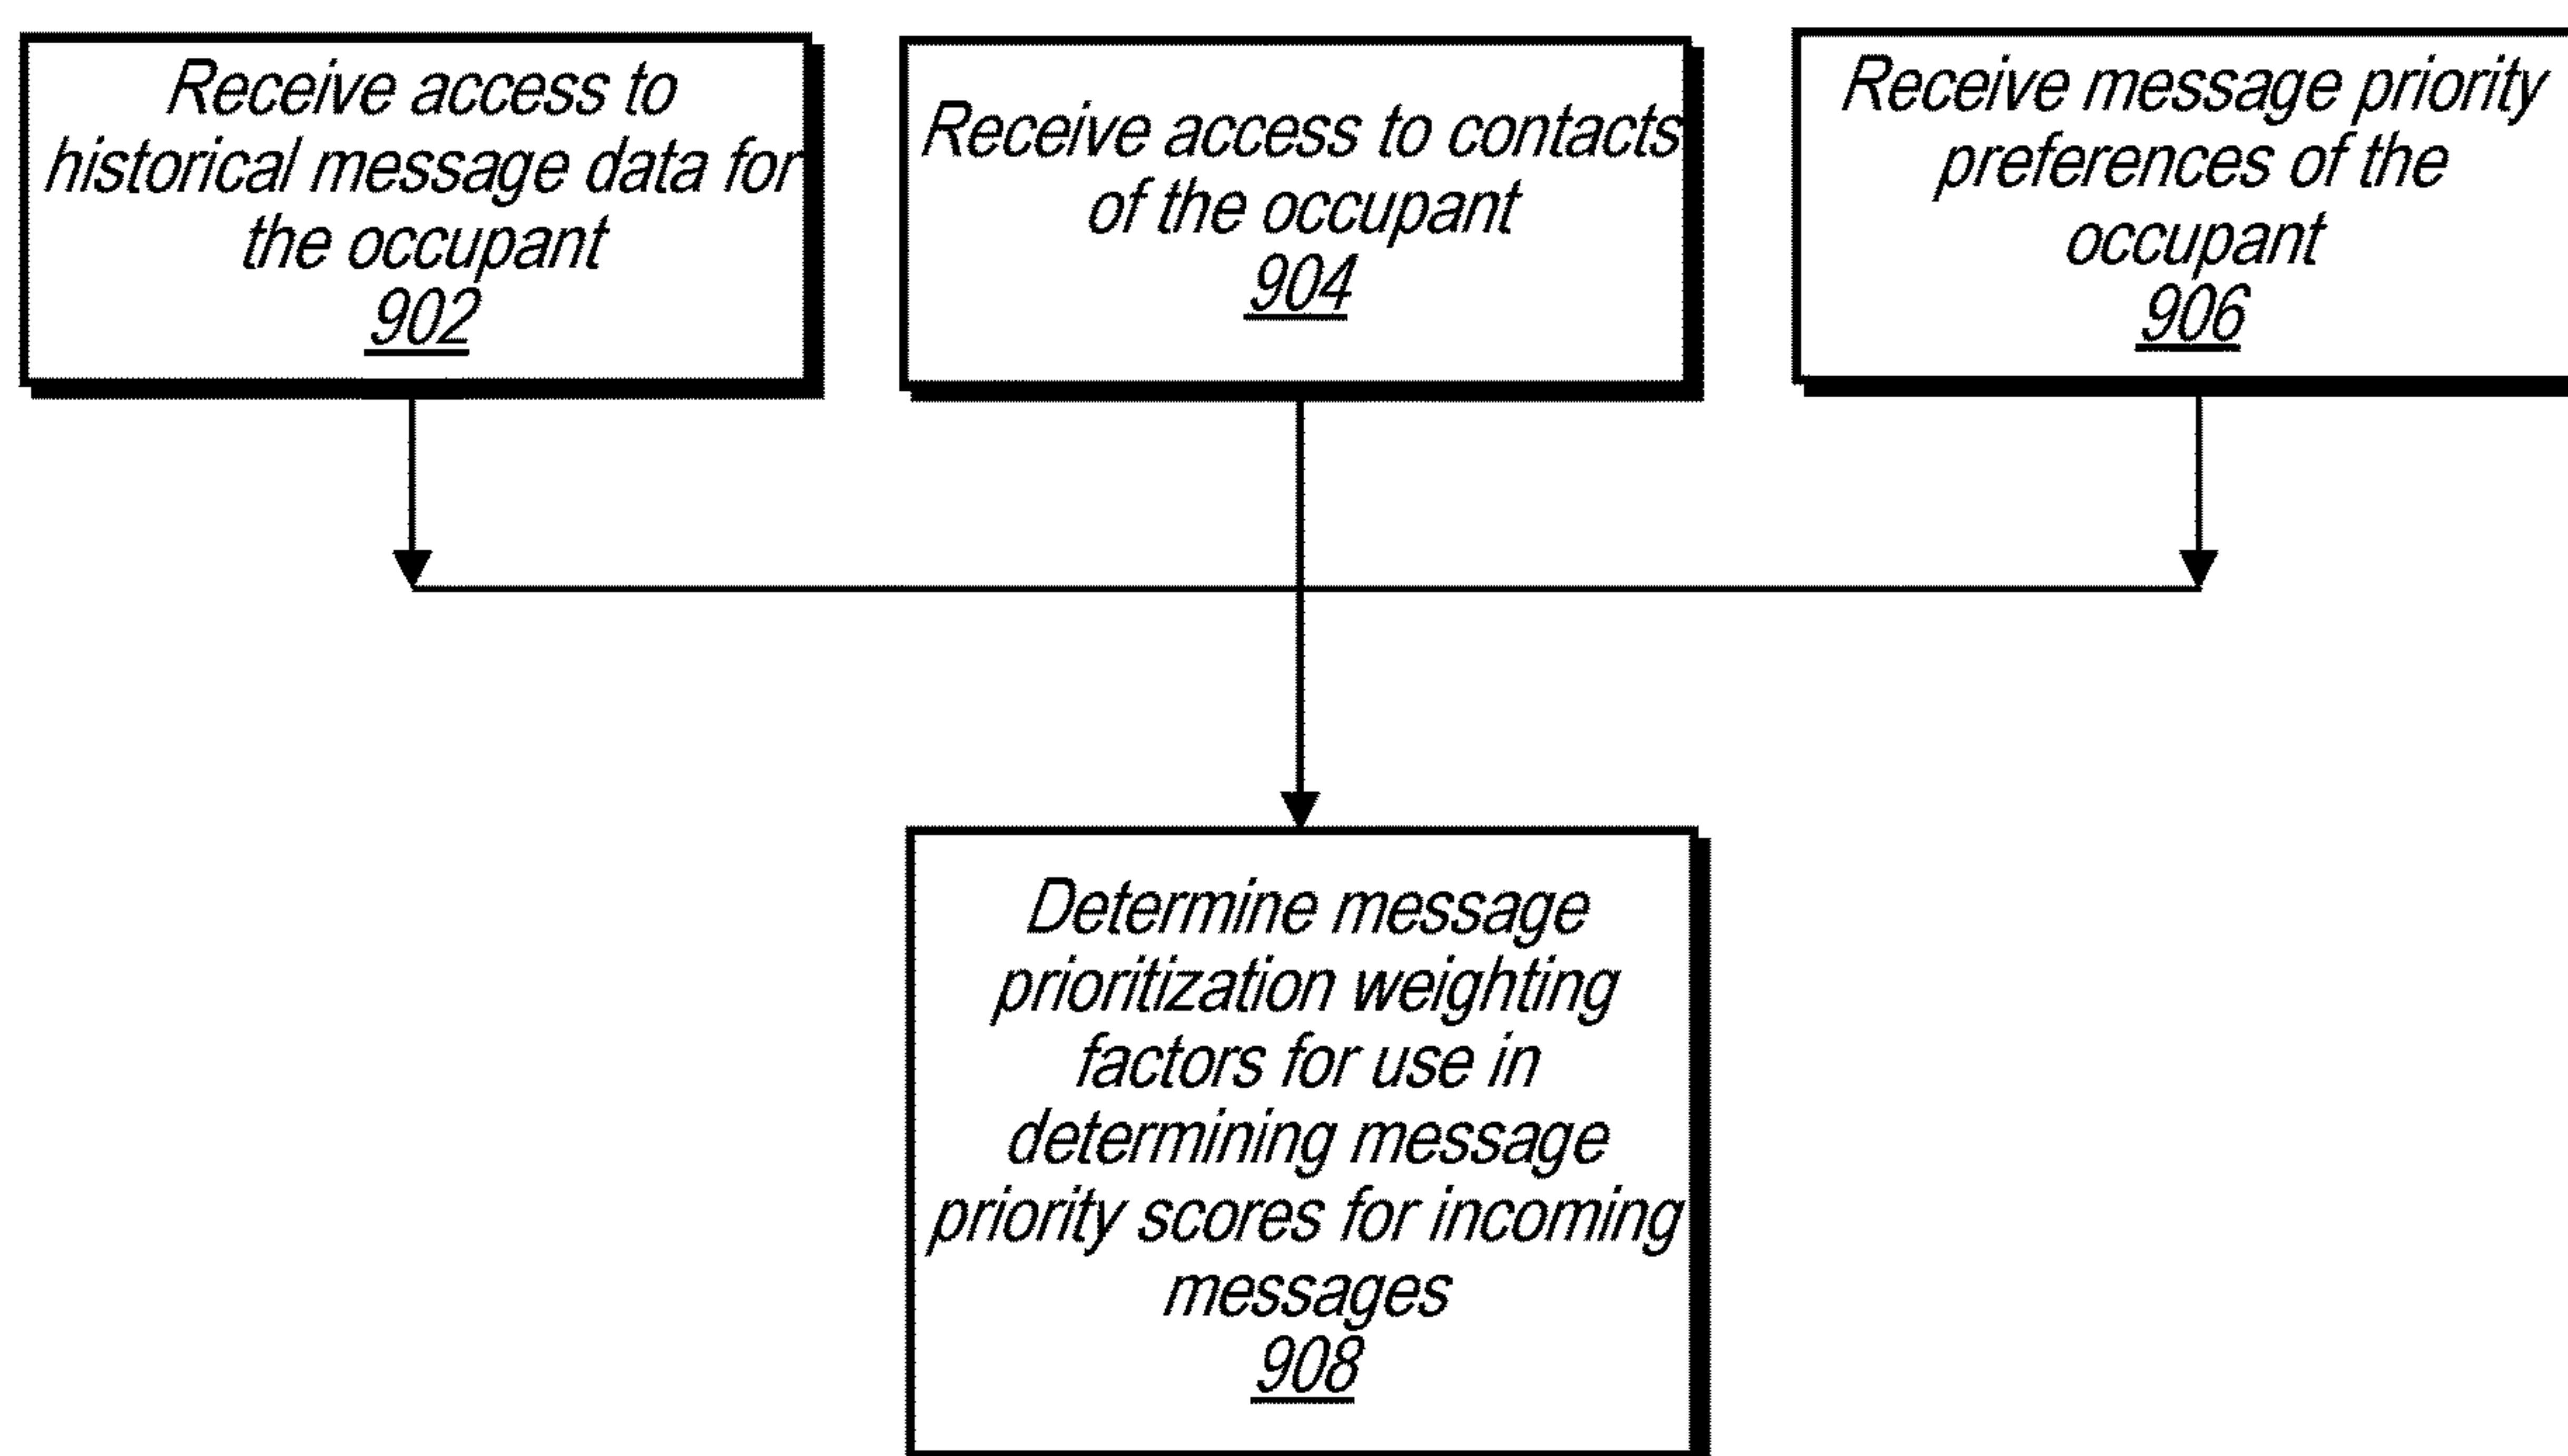 Receive access to
historical message data for
the occupant
902
Receive access to contacts
of the occupant
904
Receive message priority
preferences of the
occupant
906
Determine message
prioritization weighting
factors for use in
determining message
priority scores for incoming
messages
908